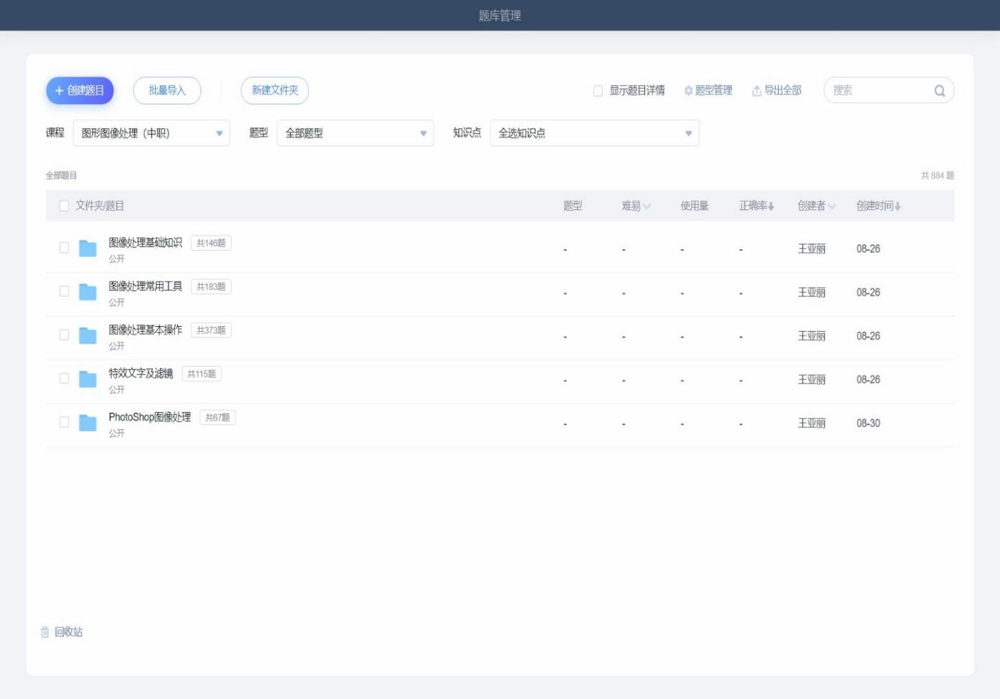 题库管理
+ 创建题目 批量导入 新建文件夹 显示题目详情 题型管理 导出全部 搜索
课程 图形图像处理（中职） 题型 全部题型 知识点 全选知识点
全部题目 共 884 题
文件夹/题目 题型 难易 使用量 正确率 创建者 创建时间
图像处理基础知识 共146题
公开
- - - - 王亚丽 08-26
图像处理常用工具 共183题
公开
- - - - 王亚丽 08-26
图像处理基本操作 共373题
公开
- - - - 王亚丽 08-26
特效文字及滤镜 共115题
公开
- - - - 王亚丽 08-26
PhotoShop图像处理 共67题
公开
- - - - 王亚丽 08-30
回收站